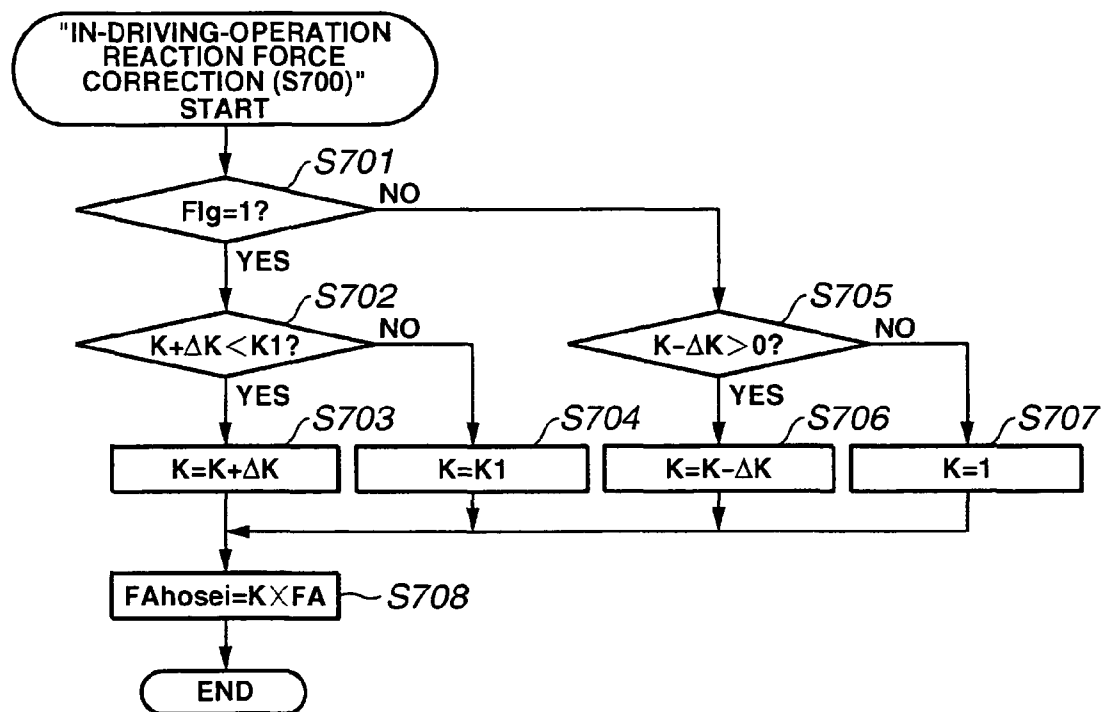 "IN-DRIVING-OPERATION
REACTION FORCE
CORRECTION (S700)"
START
S701
Flg=1?
NO
YES
S702
K+ΔK<K1?
NO
YES
S705
K-ΔK>0?
NO
YES
S703
K=K+ΔK
S704
K=K1
S706
K=K-ΔK
S707
K=1
FAhosei=K×FA
S708
END